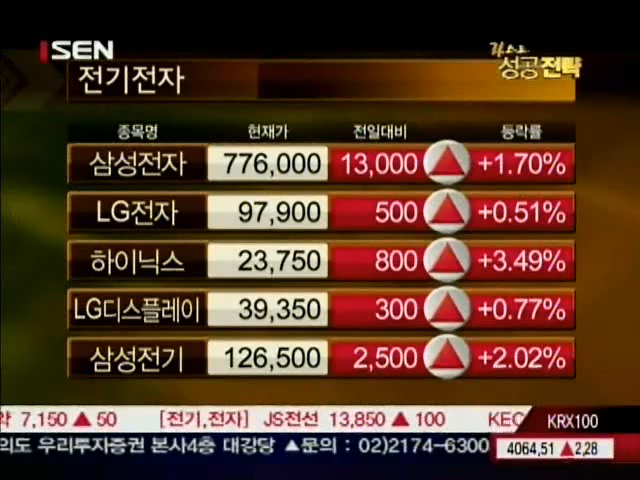 SEN
성공전략
전기전자
종목명 현재가 전일대비 등락률
삼성전자 776,000 13,000 ▲ +1.70%
LG전자 97,900 500 ▲ +0.51%
하이닉스 23,750 800 ▲ +3.49%
LG디스플레이 39,350 300 ▲ +0.77%
삼성전기 126,500 2,500 ▲ +2.02%
약 7,150 ▲ 50 [전기,전자] JS전선 13,850 ▲ 100 KEC
KRX100
의도 우리투자증권 본사4층 대강당 ▲문의 : 02)2174-6300
4064,51 ▲2,28